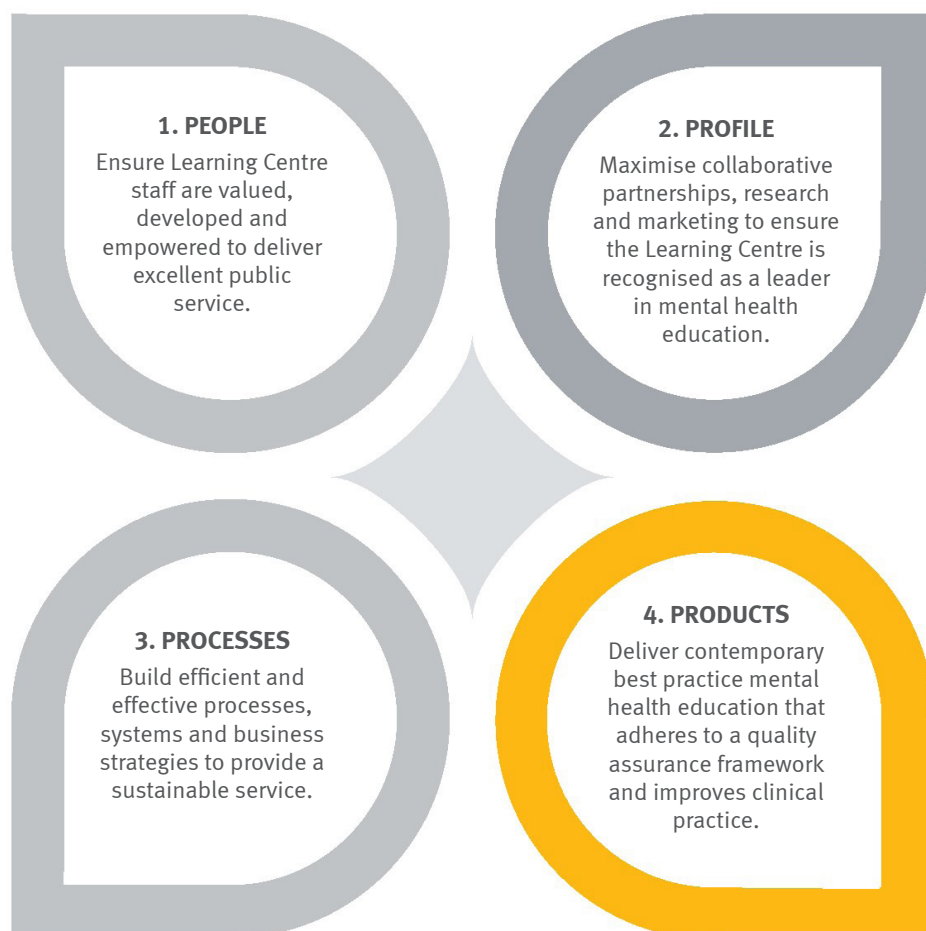 1. PEOPLE
Ensure Learning Centre
staff are valued,
developed and
empowered to deliver
excellent public
service.
2. PROFILE
Maximise collaborative
partnerships, research
and marketing to ensure
the Learning Centre is
recognised as a leader
in mental health
education.
3. PROCESSES
Build efficient and
effective processes,
systems and business
strategies to provide a
sustainable service.
4. PRODUCTS
Deliver contemporary
best practice mental
health education that
adheres to a quality
assurance framework
and improves clinical
practice.